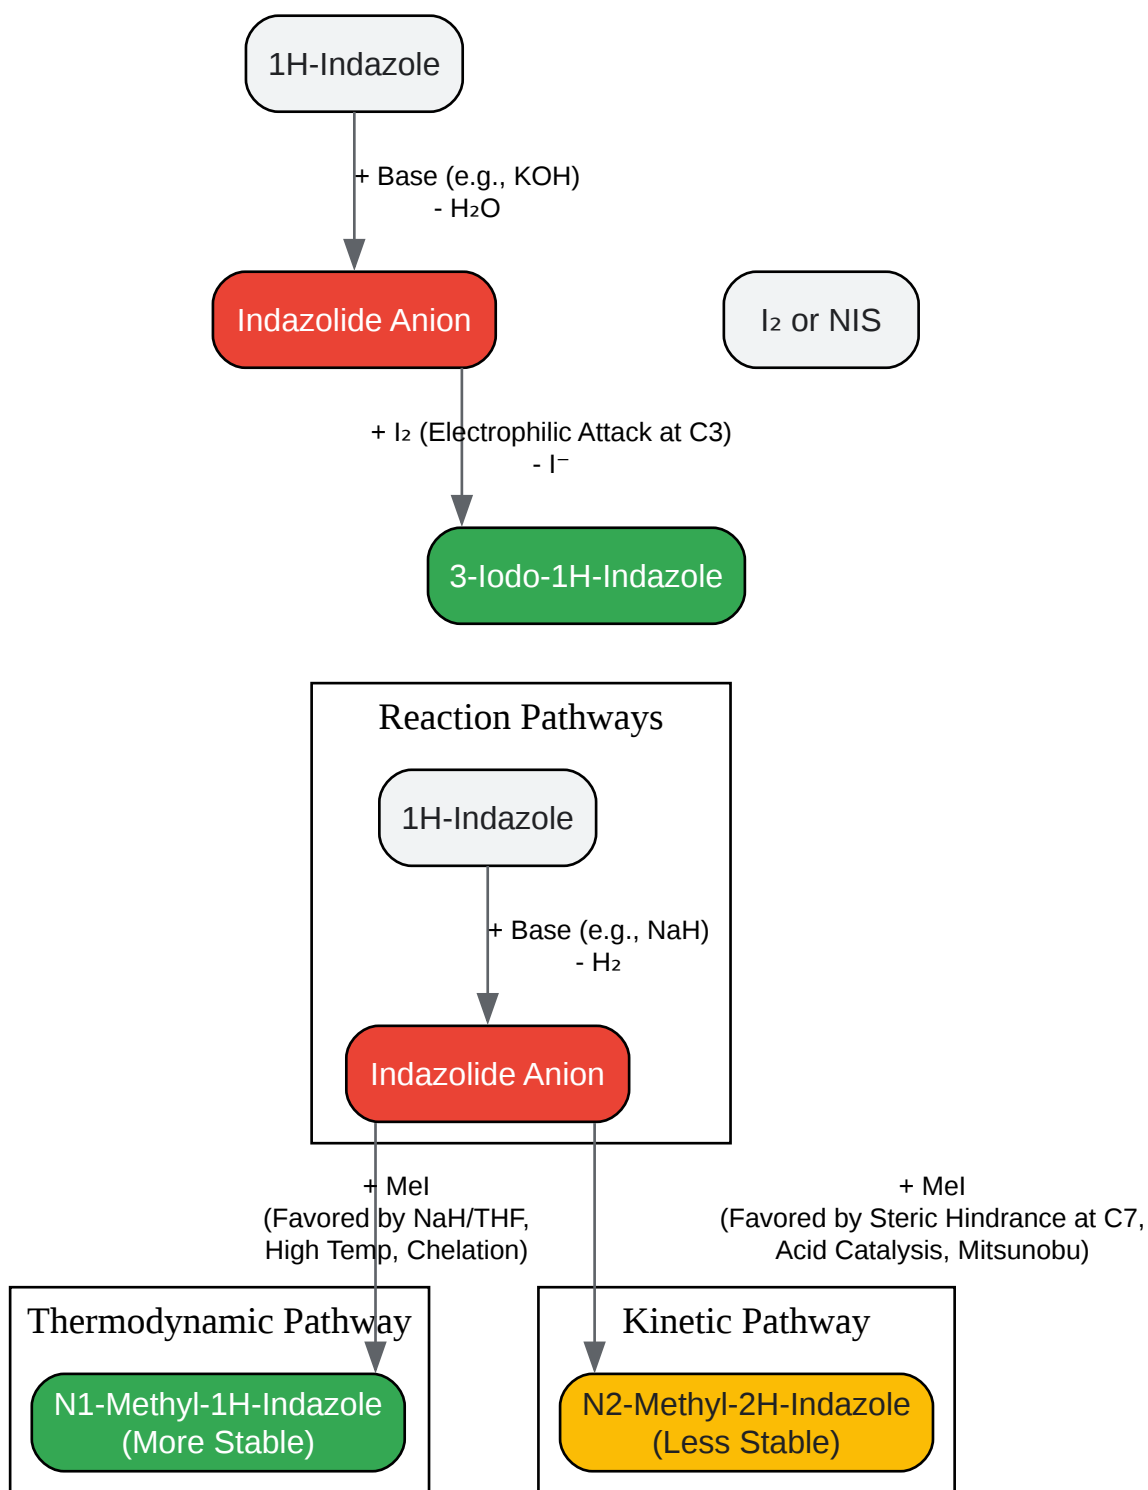 1H-Indazole
+ Base (e.g., KOH)
- H₂O
Indazolide Anion
I₂ or NIS
+ I₂ (Electrophilic Attack at C3)
- I⁻
3-Iodo-1H-Indazole
Reaction Pathways
1H-Indazole
+ Base (e.g., NaH)
- H₂
Indazolide Anion
+ MeI
(Favored by NaH/THF,
High Temp, Chelation)
+ MeI
(Favored by Steric Hindrance at C7,
Acid Catalysis, Mitsunobu)
Thermodynamic Pathway
N1-Methyl-1H-Indazole
(More Stable)
Kinetic Pathway
N2-Methyl-2H-Indazole
(Less Stable)